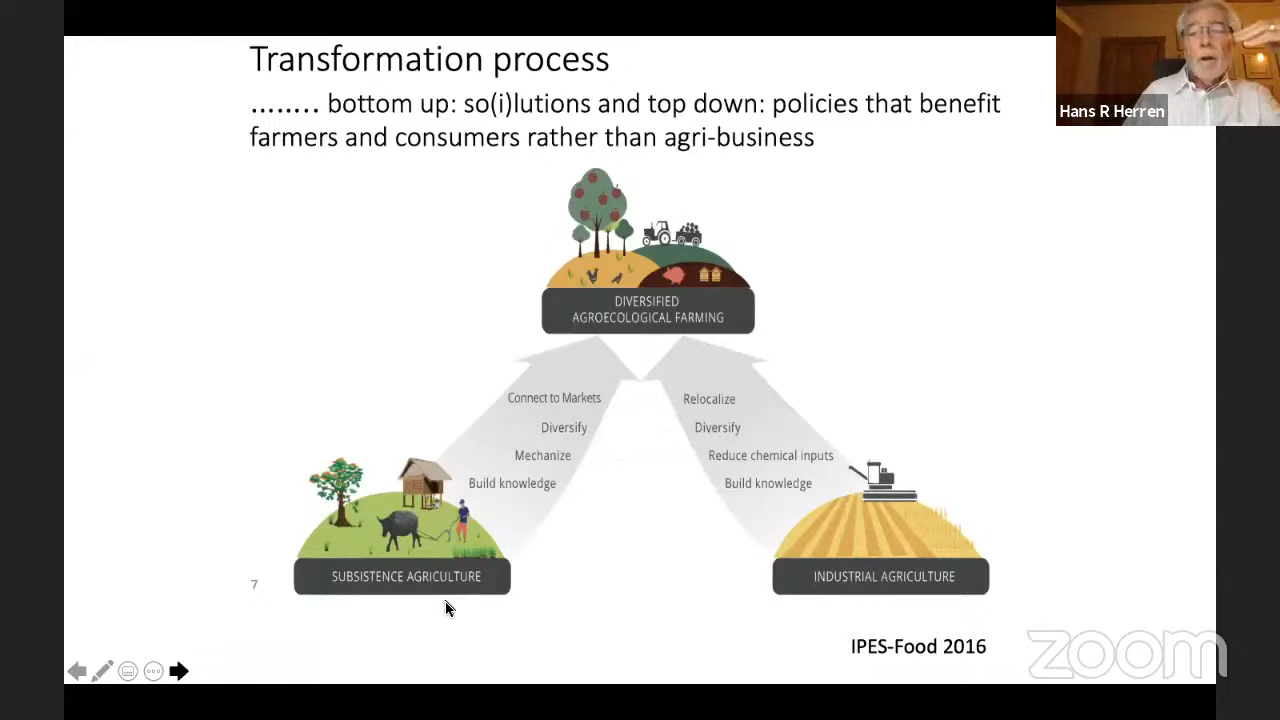 Transformation process
…….. bottom up: so(i)lutions and top down: policies that benefit
farmers and consumers rather than agri-business
Hans R Herren
DIVERSIFIED
AGROECOLOGICAL FARMING
Connect to Markets
Diversify
Mechanize
Build knowledge
Relocalize
Diversify
Reduce chemical inputs
Build knowledge
SUBSISTENCE AGRICULTURE
INDUSTRIAL AGRICULTURE
7
IPES-Food 2016
zoom